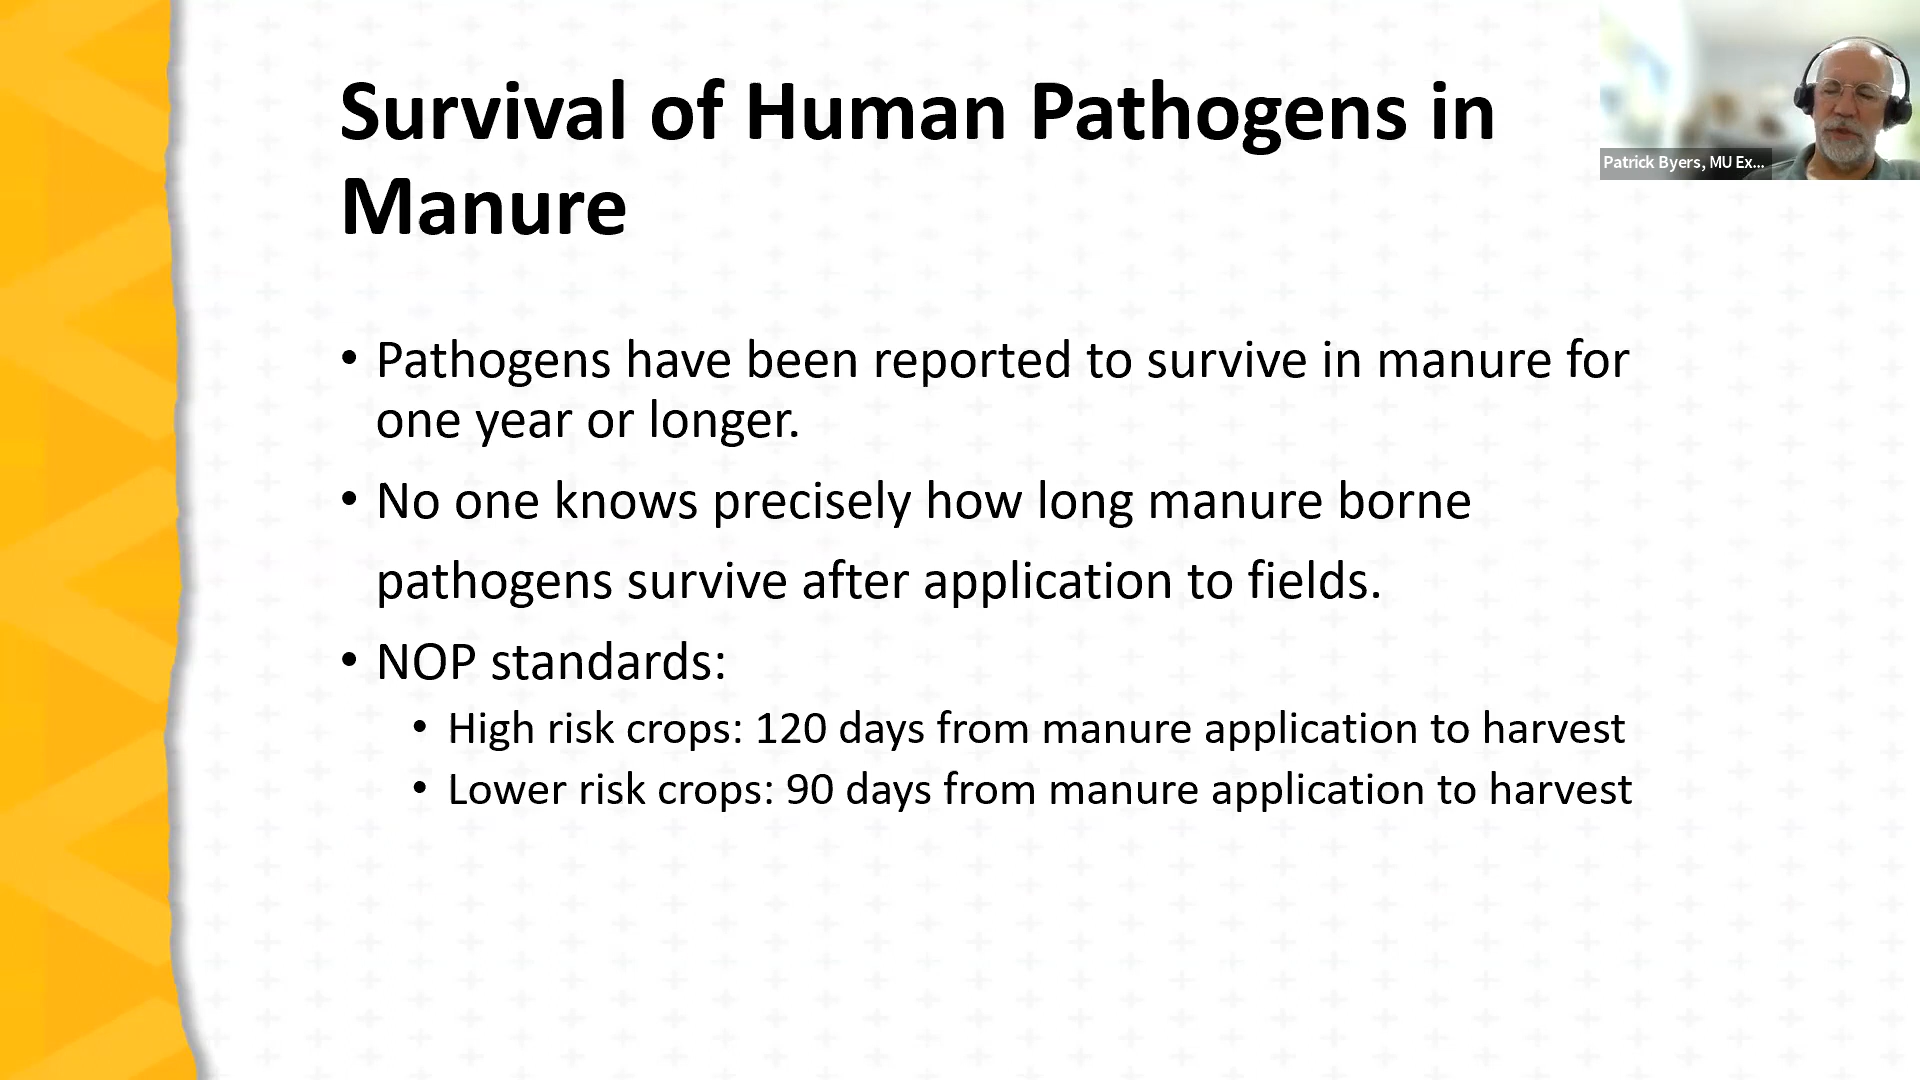 Survival of Human Pathogens in
Manure
Patrick Byers, MU Ex...
• Pathogens have been reported to survive in manure for
one year or longer.
• No one knows precisely how long manure borne
pathogens survive after application to fields.
• NOP standards:
• High risk crops: 120 days from manure application to harvest
• Lower risk crops: 90 days from manure application to harvest